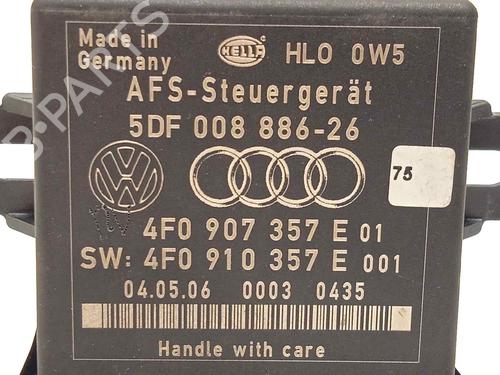 Made in
Germany
HELLA
HLO 0W5
AFS-Steuergerät
5DF 008 886-26
75
4F0 907 357 E 01
SW: 4F0 910 357 E 001
04.05.06 0003 0435
Handle with care